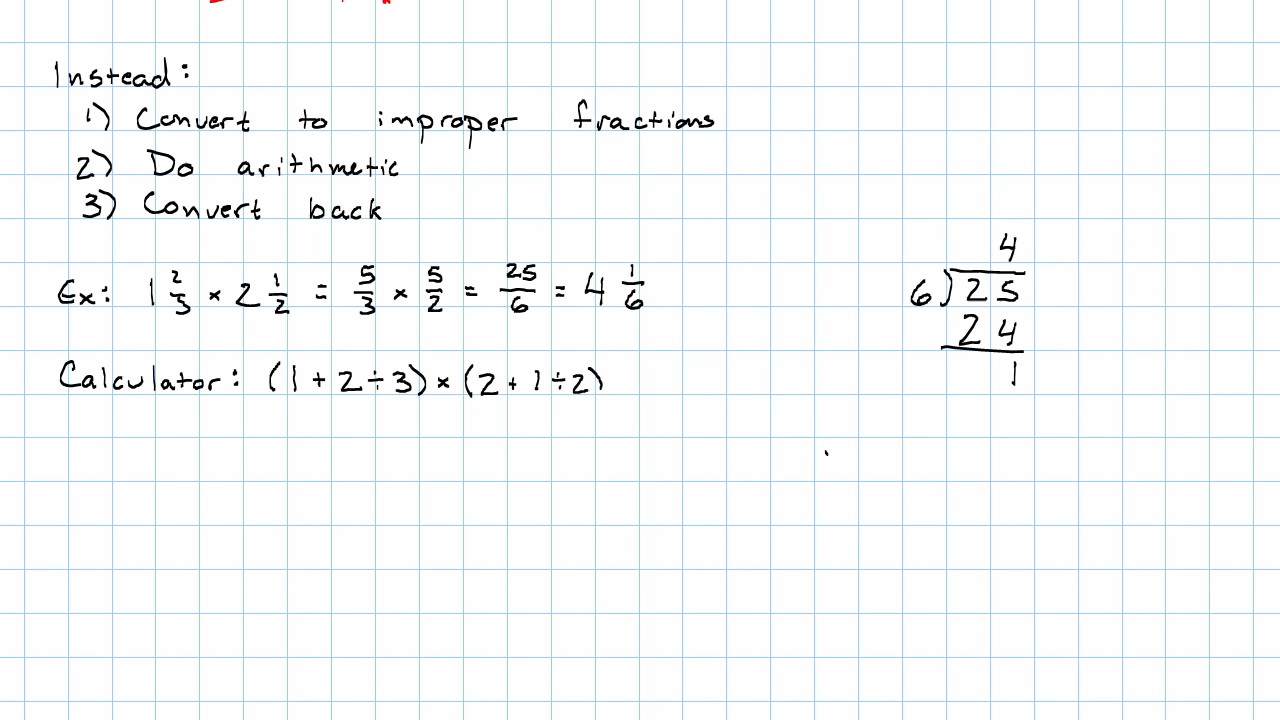 Instead:
1) Convert to improper fractions
2) Do arithmetic
3) Convert back
Ex: 1 2/3 × 2 1/2 = 5/3 × 5/2 = 25/6 = 4 1/6
Calculator: (1 + 2 ÷ 3) × (2 + 1 ÷ 2)
4
6 ) 25
24
1